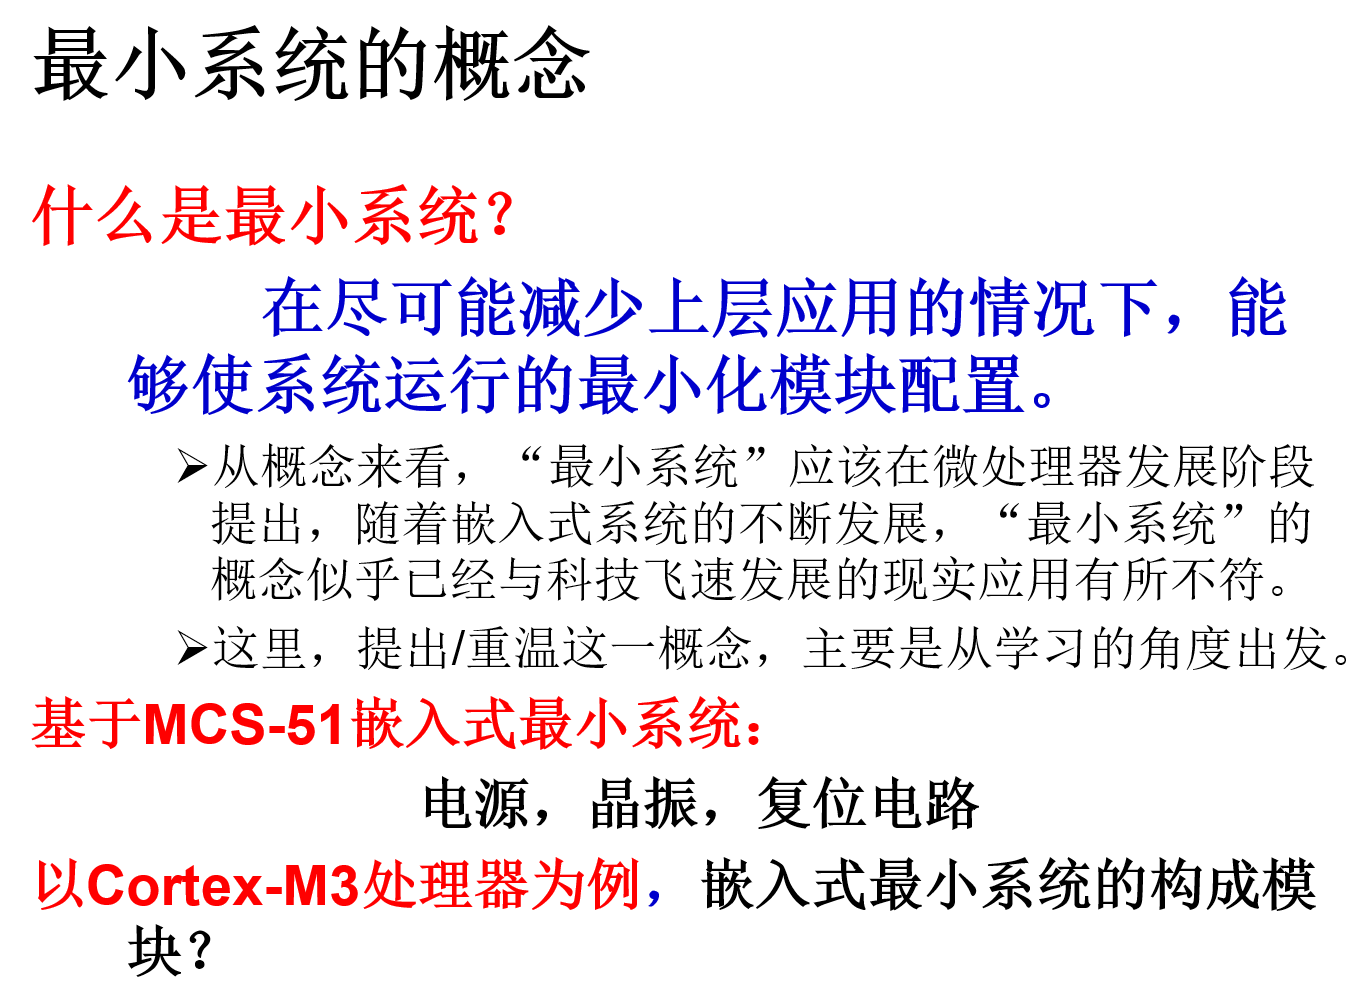 最小系统的概念
什么是最小系统？
在尽可能减少上层应用的情况下，能
够使系统运行的最小化模块配置。
➢从概念来看，“最小系统”应该在微处理器发展阶段
提出，随着嵌入式系统的不断发展，“最小系统”的
概念似乎已经与科技飞速发展的现实应用有所不符。
➢这里，提出/重温这一概念，主要是从学习的角度出发。
基于MCS-51嵌入式最小系统：
电源，晶振，复位电路
以Cortex-M3处理器为例，嵌入式最小系统的构成模
块？